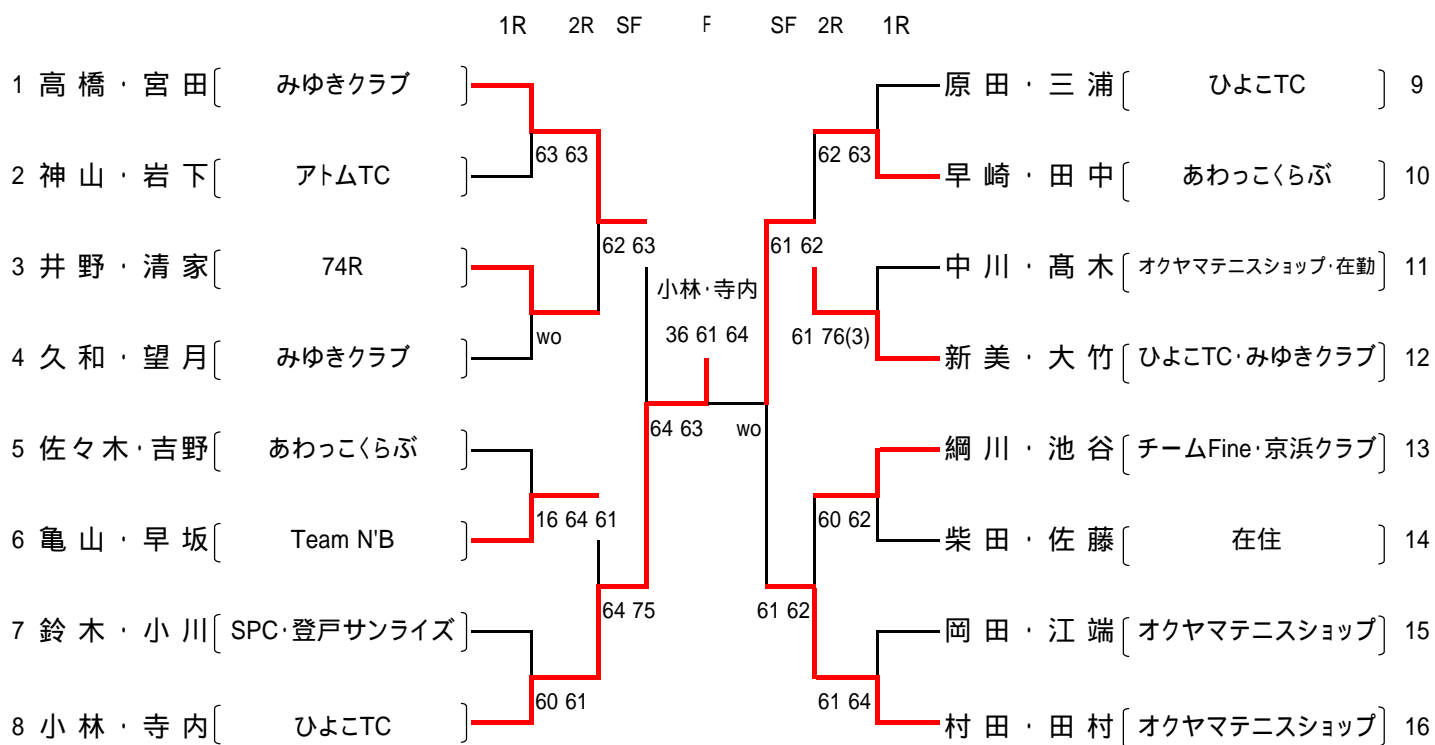 1R 2R SF F SF 2R 1R
1 高橋・宮田 [ みゆきクラブ ]
63 63
2 神山・岩下 [ アトムTC ]
62 63
3 井野・清家 [ 74R ]
wo
4 久和・望月 [ みゆきクラブ ]
64 63
5 佐々木・吉野 [ あわっこくらぶ ]
16 64 61
6 亀山・早坂 [ Team N'B ]
64 75
7 鈴木・小川 [ SPC・登戸サンライズ ]
60 61
8 小林・寺内 [ ひよこTC ]
小林・寺内
36 61 64
原田・三浦 [ ひよこTC ] 9
62 63
早崎・田中 [ あわっこくらぶ ] 10
61 62
中川・髙木 [ オクヤマテニスショップ・在勤 ] 11
61 76(3)
新美・大竹 [ ひよこTC・みゆきクラブ ] 12
wo
綱川・池谷 [ チームFine・京浜クラブ ] 13
60 62
柴田・佐藤 [ 在住 ] 14
61 62
岡田・江端 [ オクヤマテニスショップ ] 15
61 64
村田・田村 [ オクヤマテニスショップ ] 16